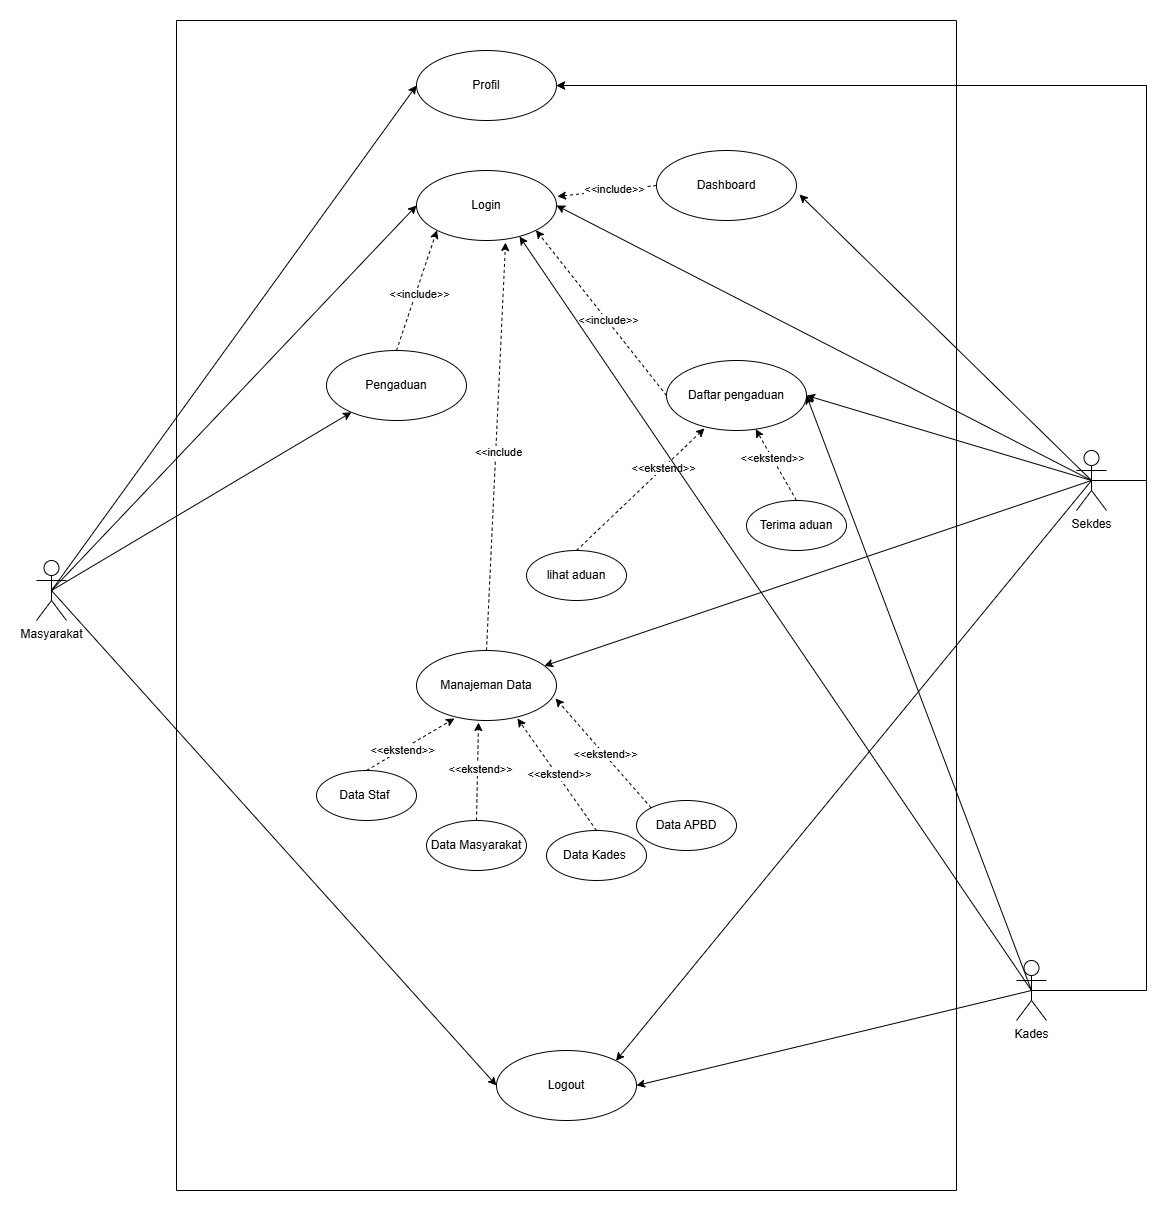 Profil
Dashboard
<<include>>
Login
<<include>>
<<include>>
Pengaduan
Daftar pengaduan
<<include
<<ekstend>>
<<ekstend>>
Terima aduan
Sekdes
lihat aduan
Masyarakat
Manajeman Data
<<ekstend>>
<<ekstend>>
<<ekstend>>
<<ekstend>>
Data Staf
Data APBD
Data Masyarakat
Data Kades
Kades
Logout